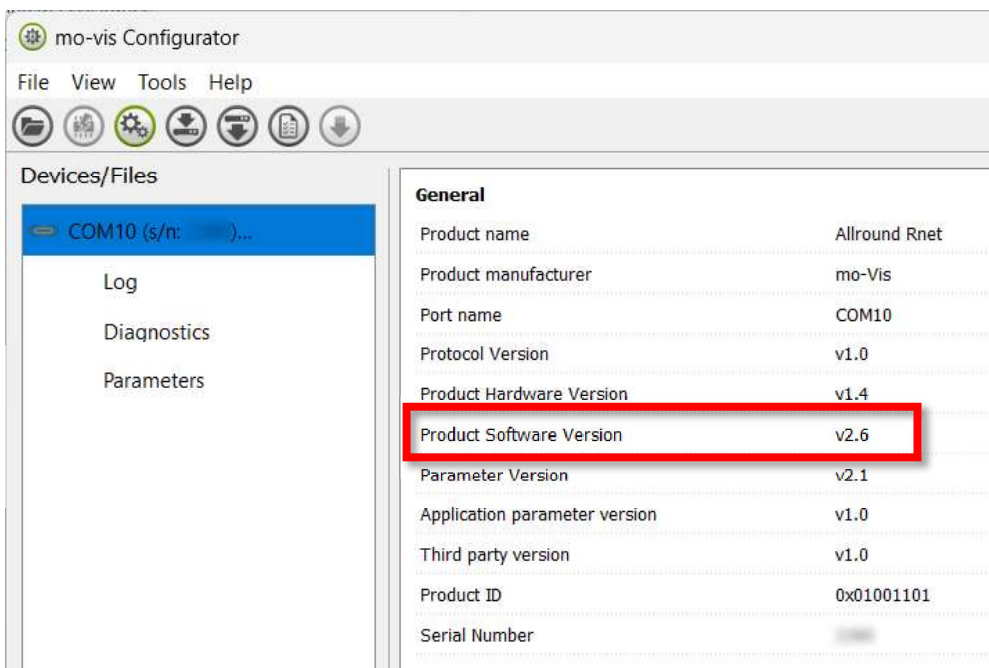 mo-vis Configurator
File View Tools Help
Devices/Files
COM10 (s/n: )...
Log
Diagnostics
Parameters
General
Product name Allround Rnet
Product manufacturer mo-Vis
Port name COM10
Protocol Version v1.0
Product Hardware Version v1.4
Product Software Version v2.6
Parameter Version v2.1
Application parameter version v1.0
Third party version v1.0
Product ID 0x01001101
Serial Number